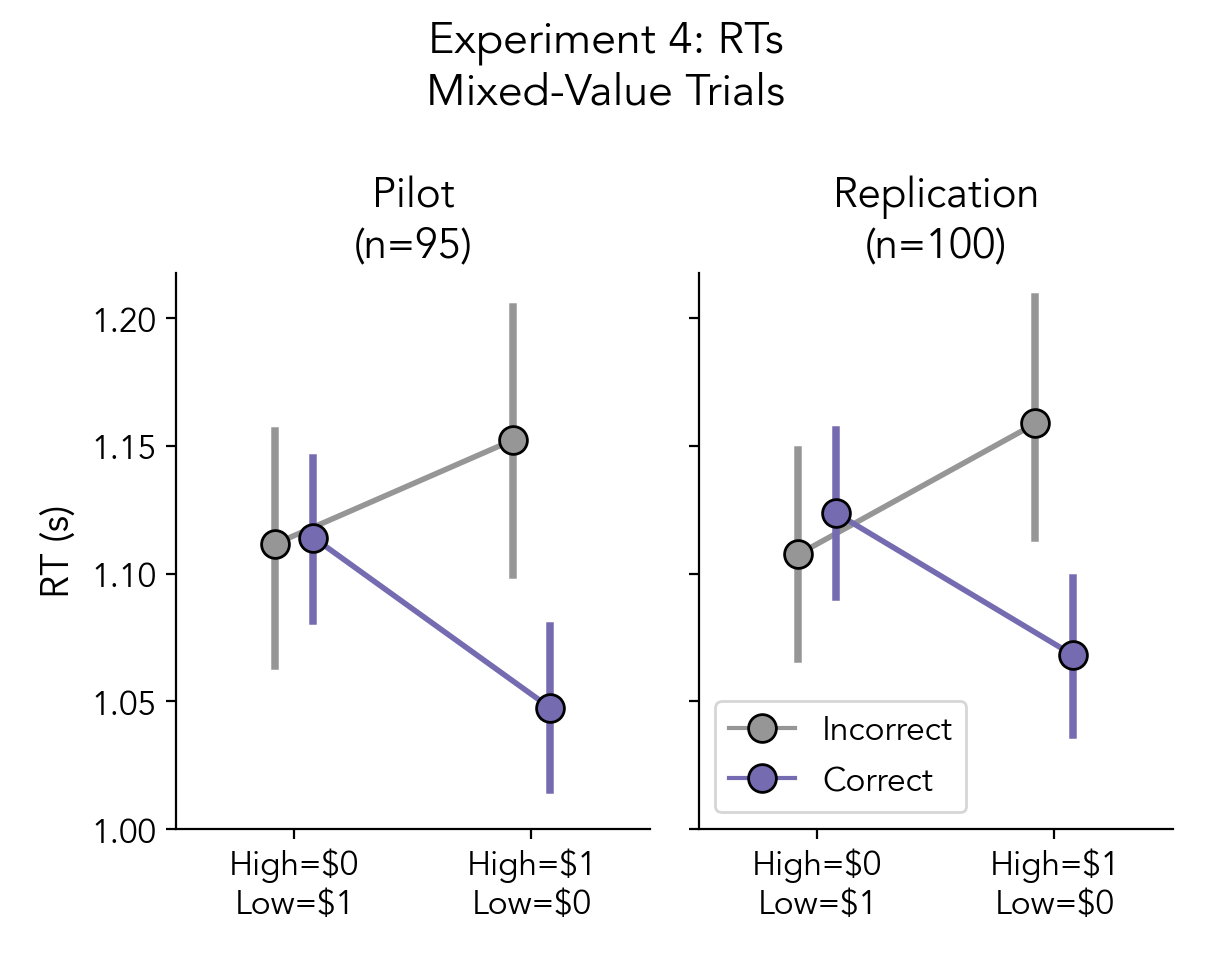 Experiment 4: RTs
Mixed-Value Trials
Pilot
(n=95)
Replication
(n=100)
RT (s)
1.20
1.15
1.10
1.05
1.00
High=$0
Low=$1
High=$1
Low=$0
High=$0
Low=$1
High=$1
Low=$0
Incorrect
Correct